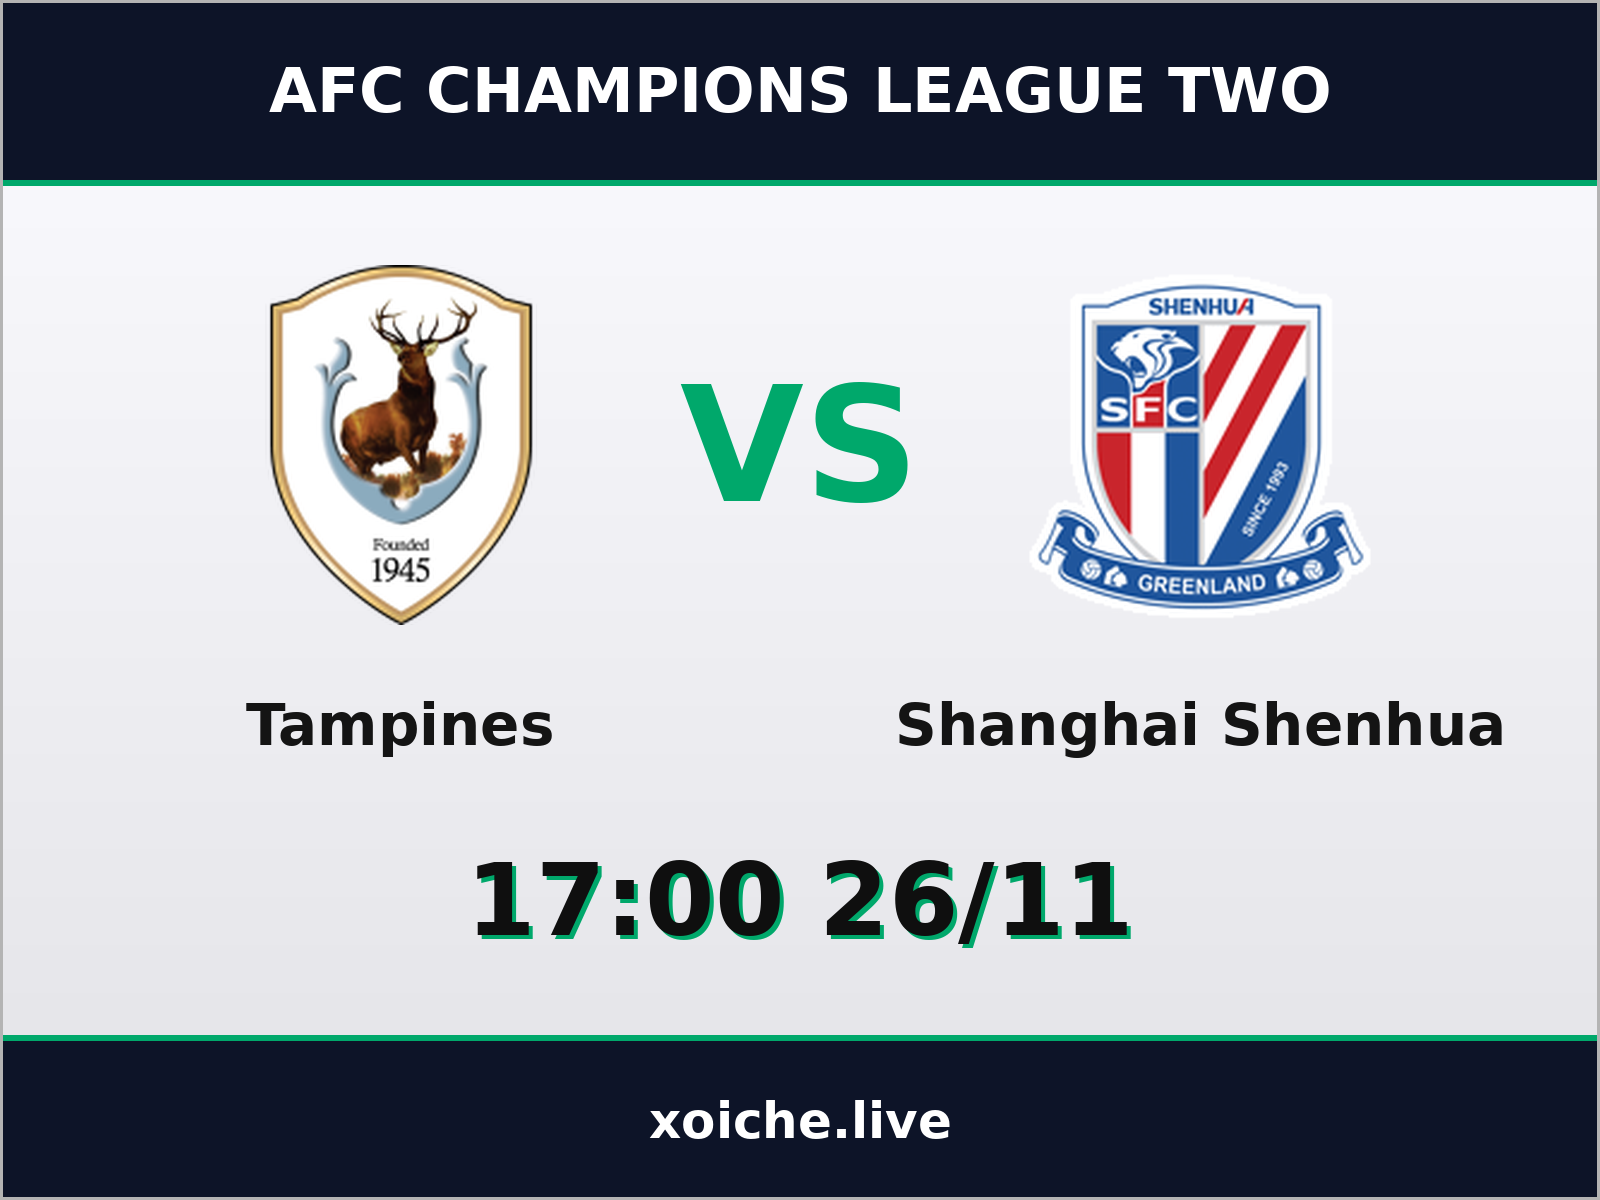 AFC CHAMPIONS LEAGUE TWO
Founded
1945
VS
SHENHUA
SFC
SINCE 1993
GREENLAND
Tampines
Shanghai Shenhua
17:00 26/11
xoiche.live